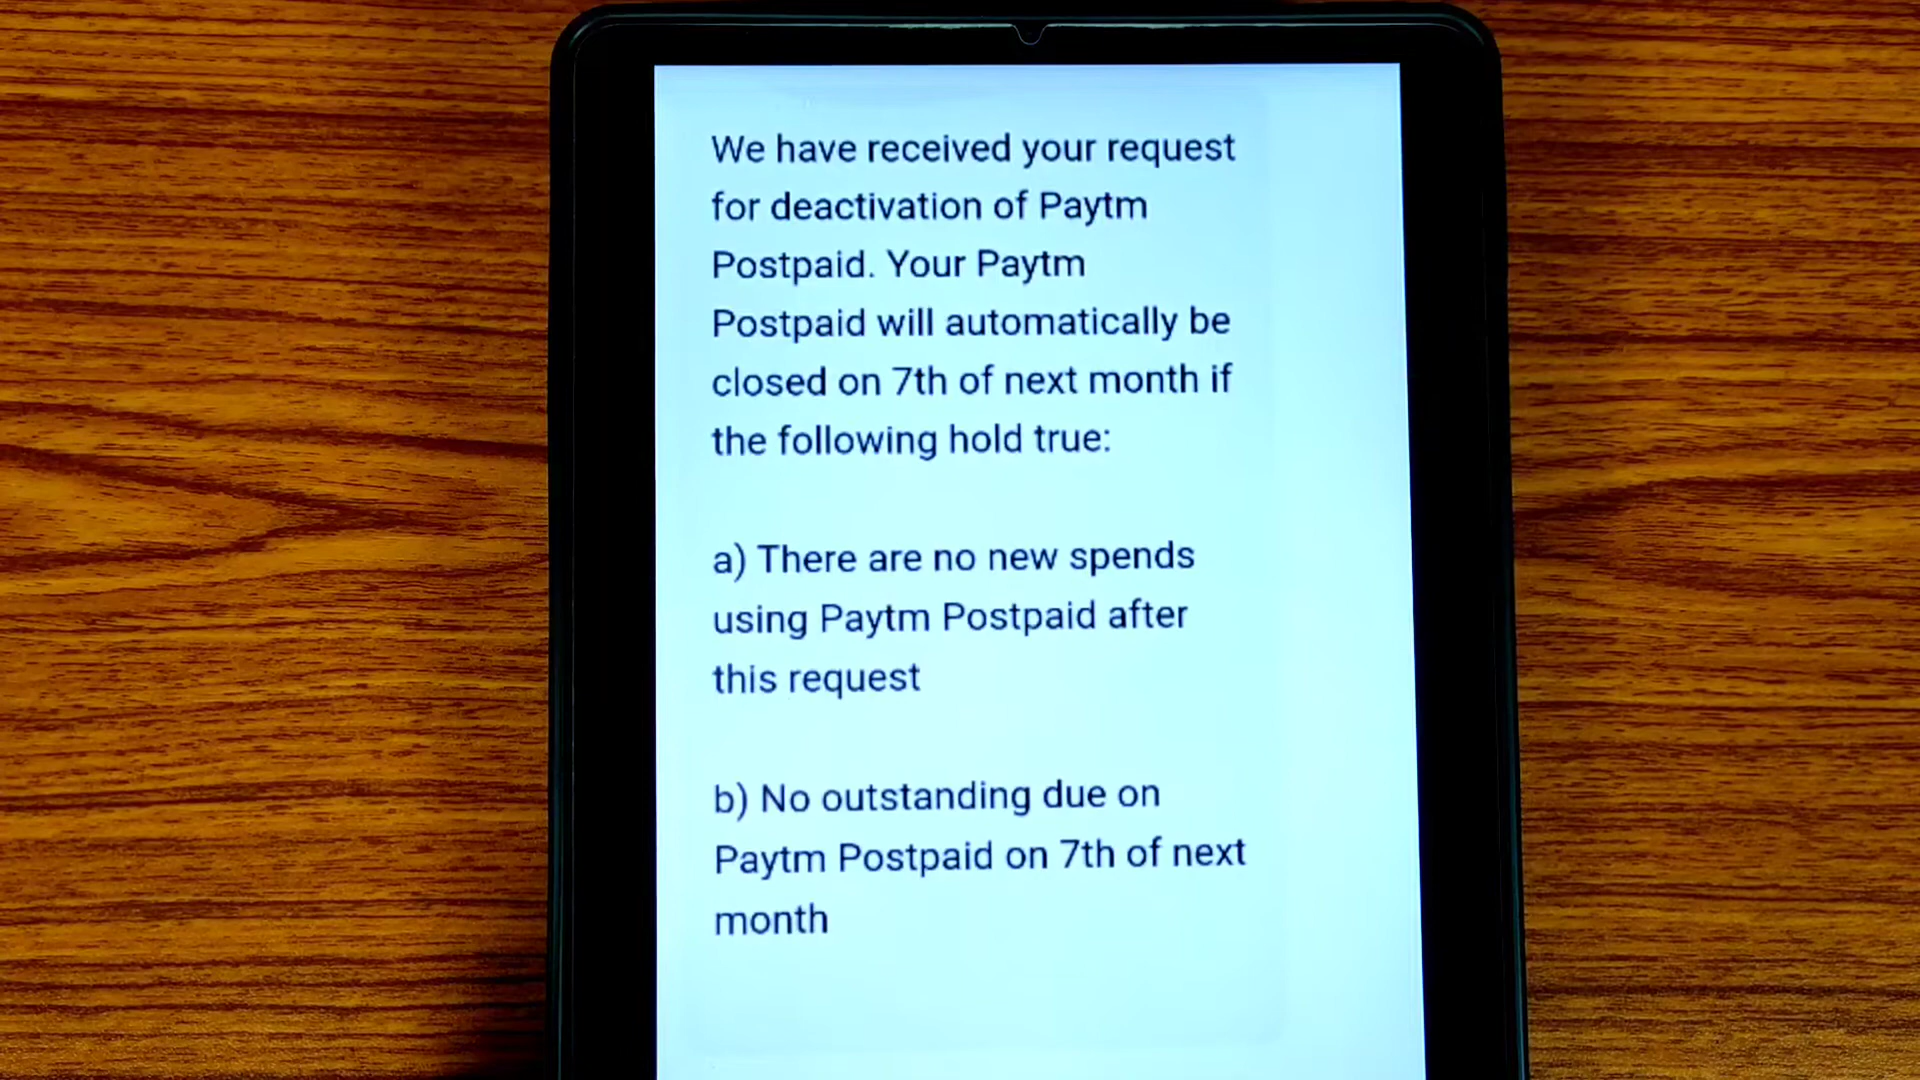 We have received your request
for deactivation of Paytm
Postpaid. Your Paytm
Postpaid will automatically be
closed on 7th of next month if
the following hold true:
a) There are no new spends
using Paytm Postpaid after
this request
b) No outstanding due on
Paytm Postpaid on 7th of next
month